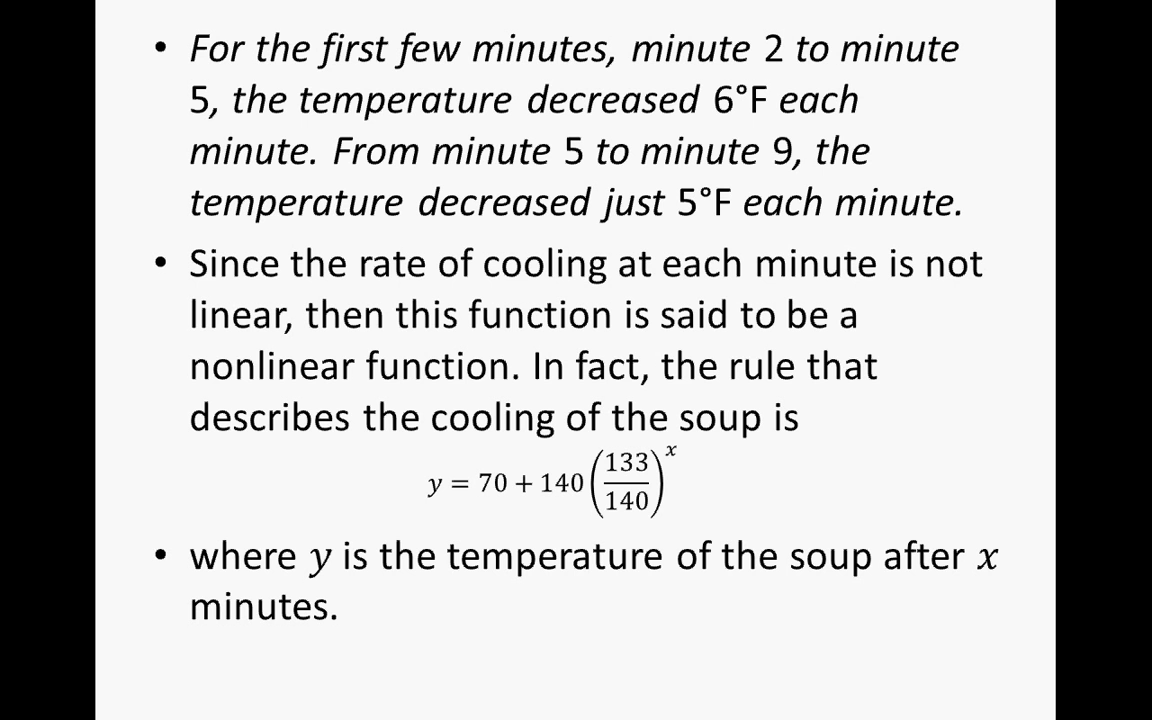 • For the first few minutes, minute 2 to minute
5, the temperature decreased 6°F each
minute. From minute 5 to minute 9, the
temperature decreased just 5°F each minute.
• Since the rate of cooling at each minute is not
linear, then this function is said to be a
nonlinear function. In fact, the rule that
describes the cooling of the soup is
y = 70 + 140 (133/140)^x
• where y is the temperature of the soup after x
minutes.